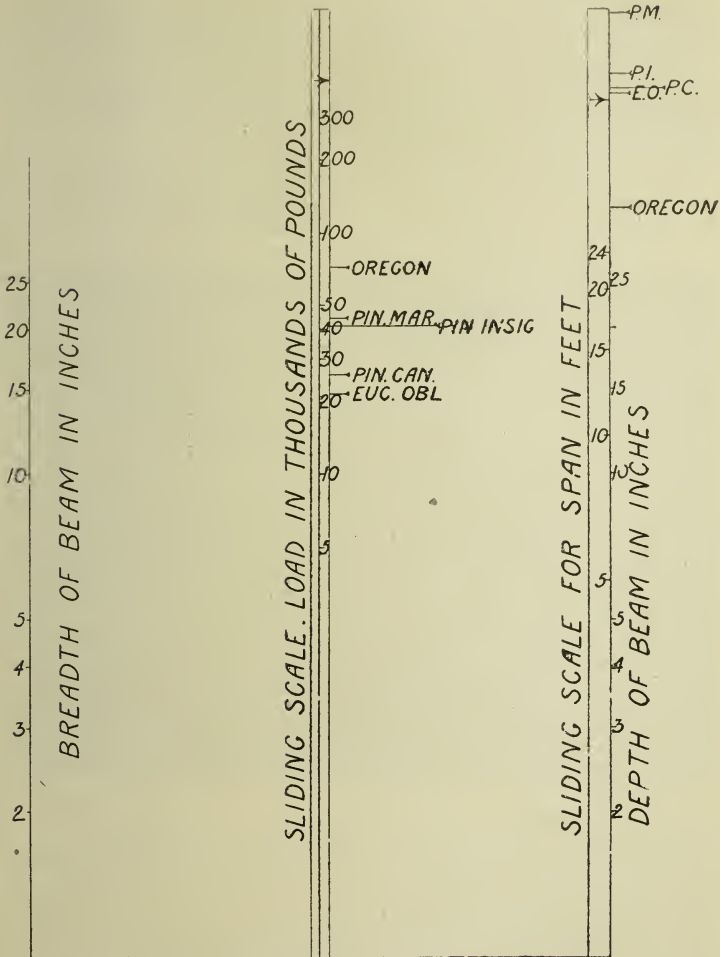 25
20
15
10
5
4
3
2
BREADTH OF BEAM IN INCHES
SLIDING SCALE. LOAD IN THOUSANDS OF POUNDS
300
200
100
OREGON
50
PIN. MAR.
40
PIN INSIG
30
PIN. CAN.
20
EUC. OBL
10
5
SLIDING SCALE FOR SPAN IN FEET
24
20
15
10
5
P.M.
P.I.
P.C.
E.O.
OREGON
25
15
10
5
4
3
2
DEPTH OF BEAM IN INCHES